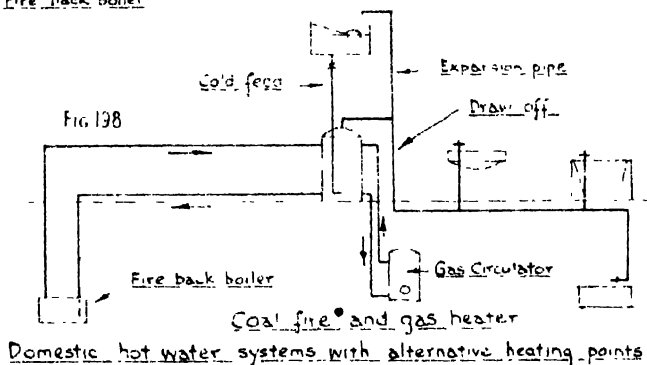 Fire back boiler
Cold feed
Expansion pipe
FIG 198
Draw off
Fire back boiler
Gas Circulator
Coal fire and gas heater
Domestic hot water systems with alternative heating points